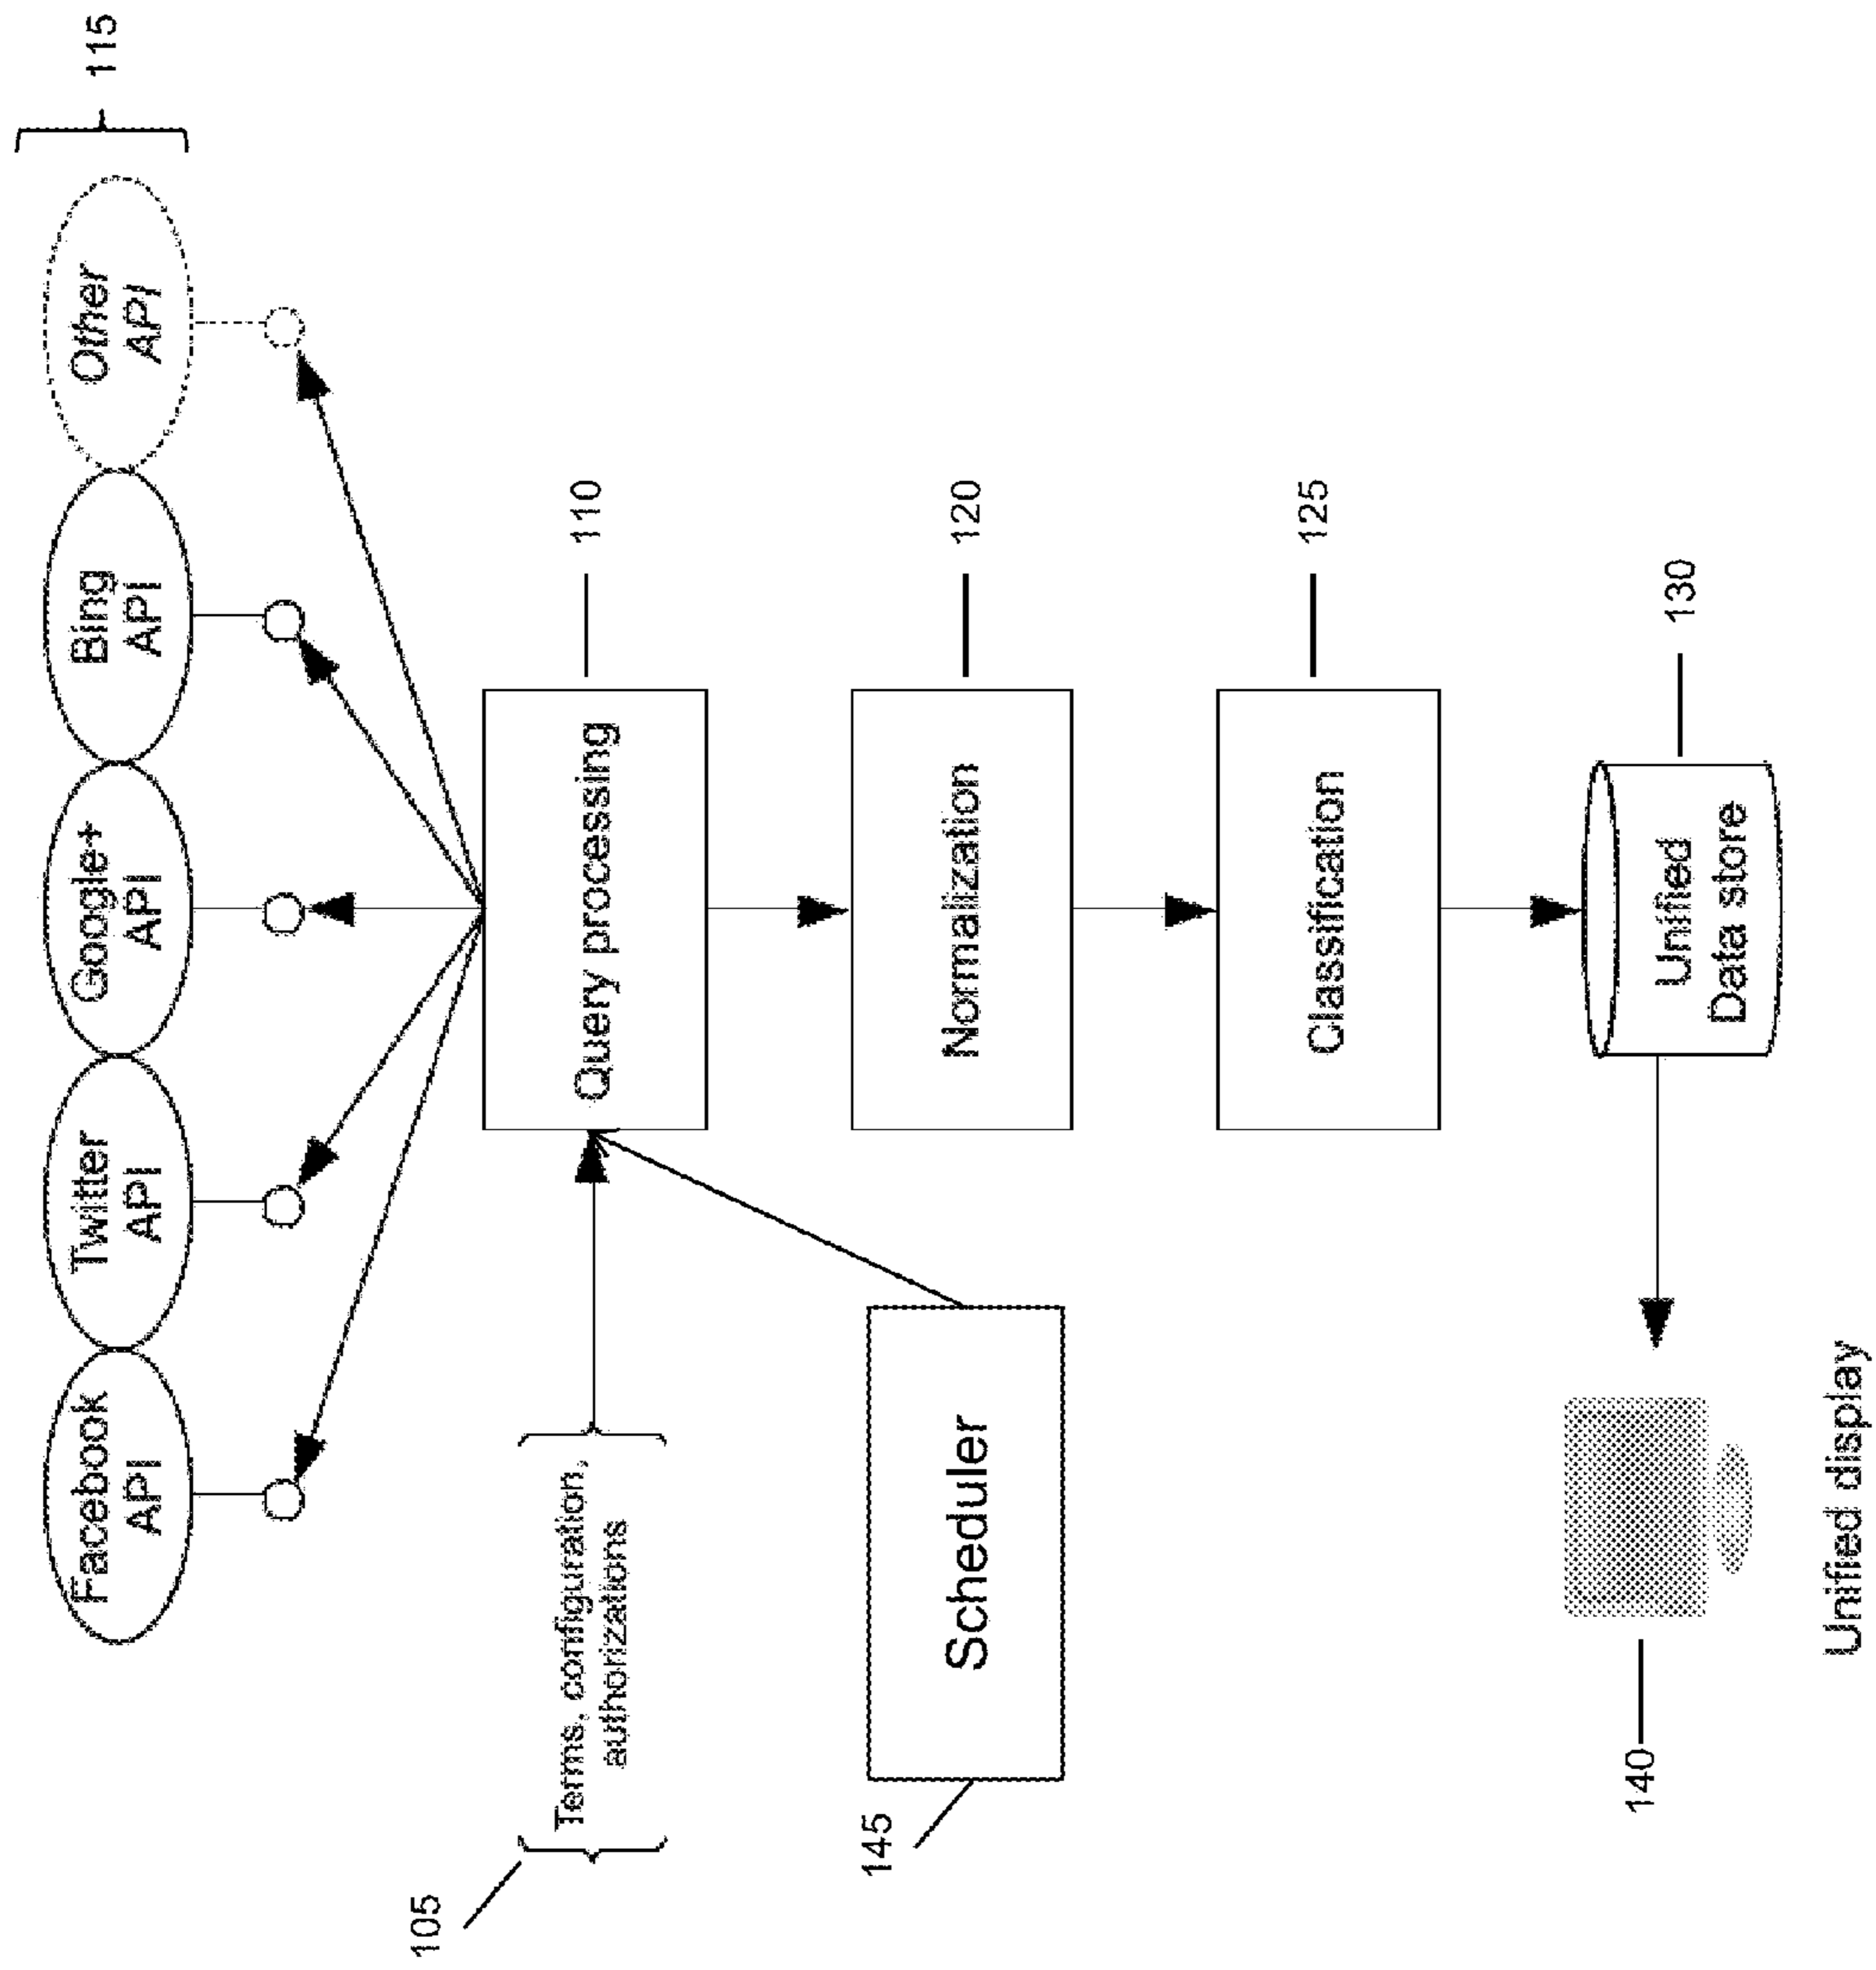 Facebook
API
Twitter
API
Google+
API
Bing
API
Other
API
115
105
Terms, configuration,
authorizations
Query processing
110
145
Scheduler
Normalization
120
Classification
125
Unified
Data store
130
140
Unified display